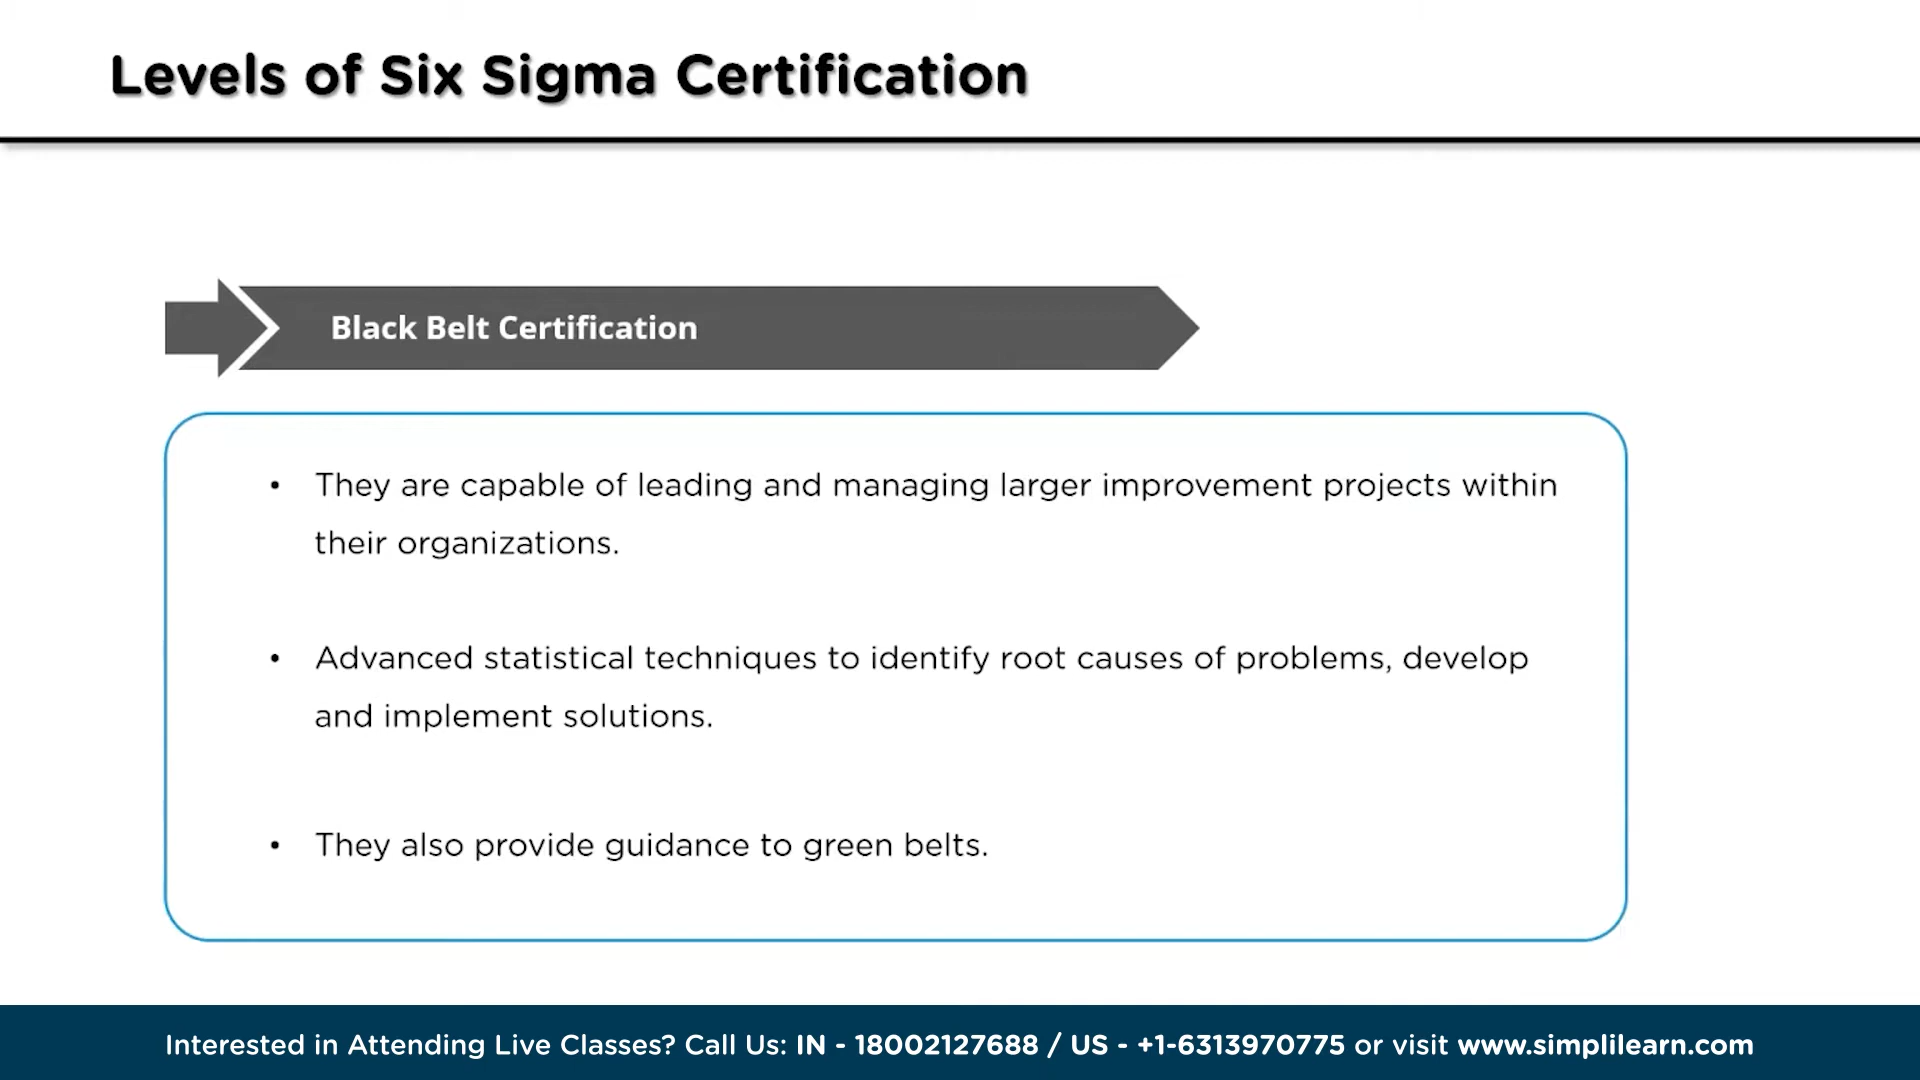 Levels of Six Sigma Certification
Black Belt Certification
• They are capable of leading and managing larger improvement projects within
their organizations.
• Advanced statistical techniques to identify root causes of problems, develop
and implement solutions.
• They also provide guidance to green belts.
Interested in Attending Live Classes? Call Us: IN - 18002127688 / US - +1-6313970775 or visit www.simplilearn.com